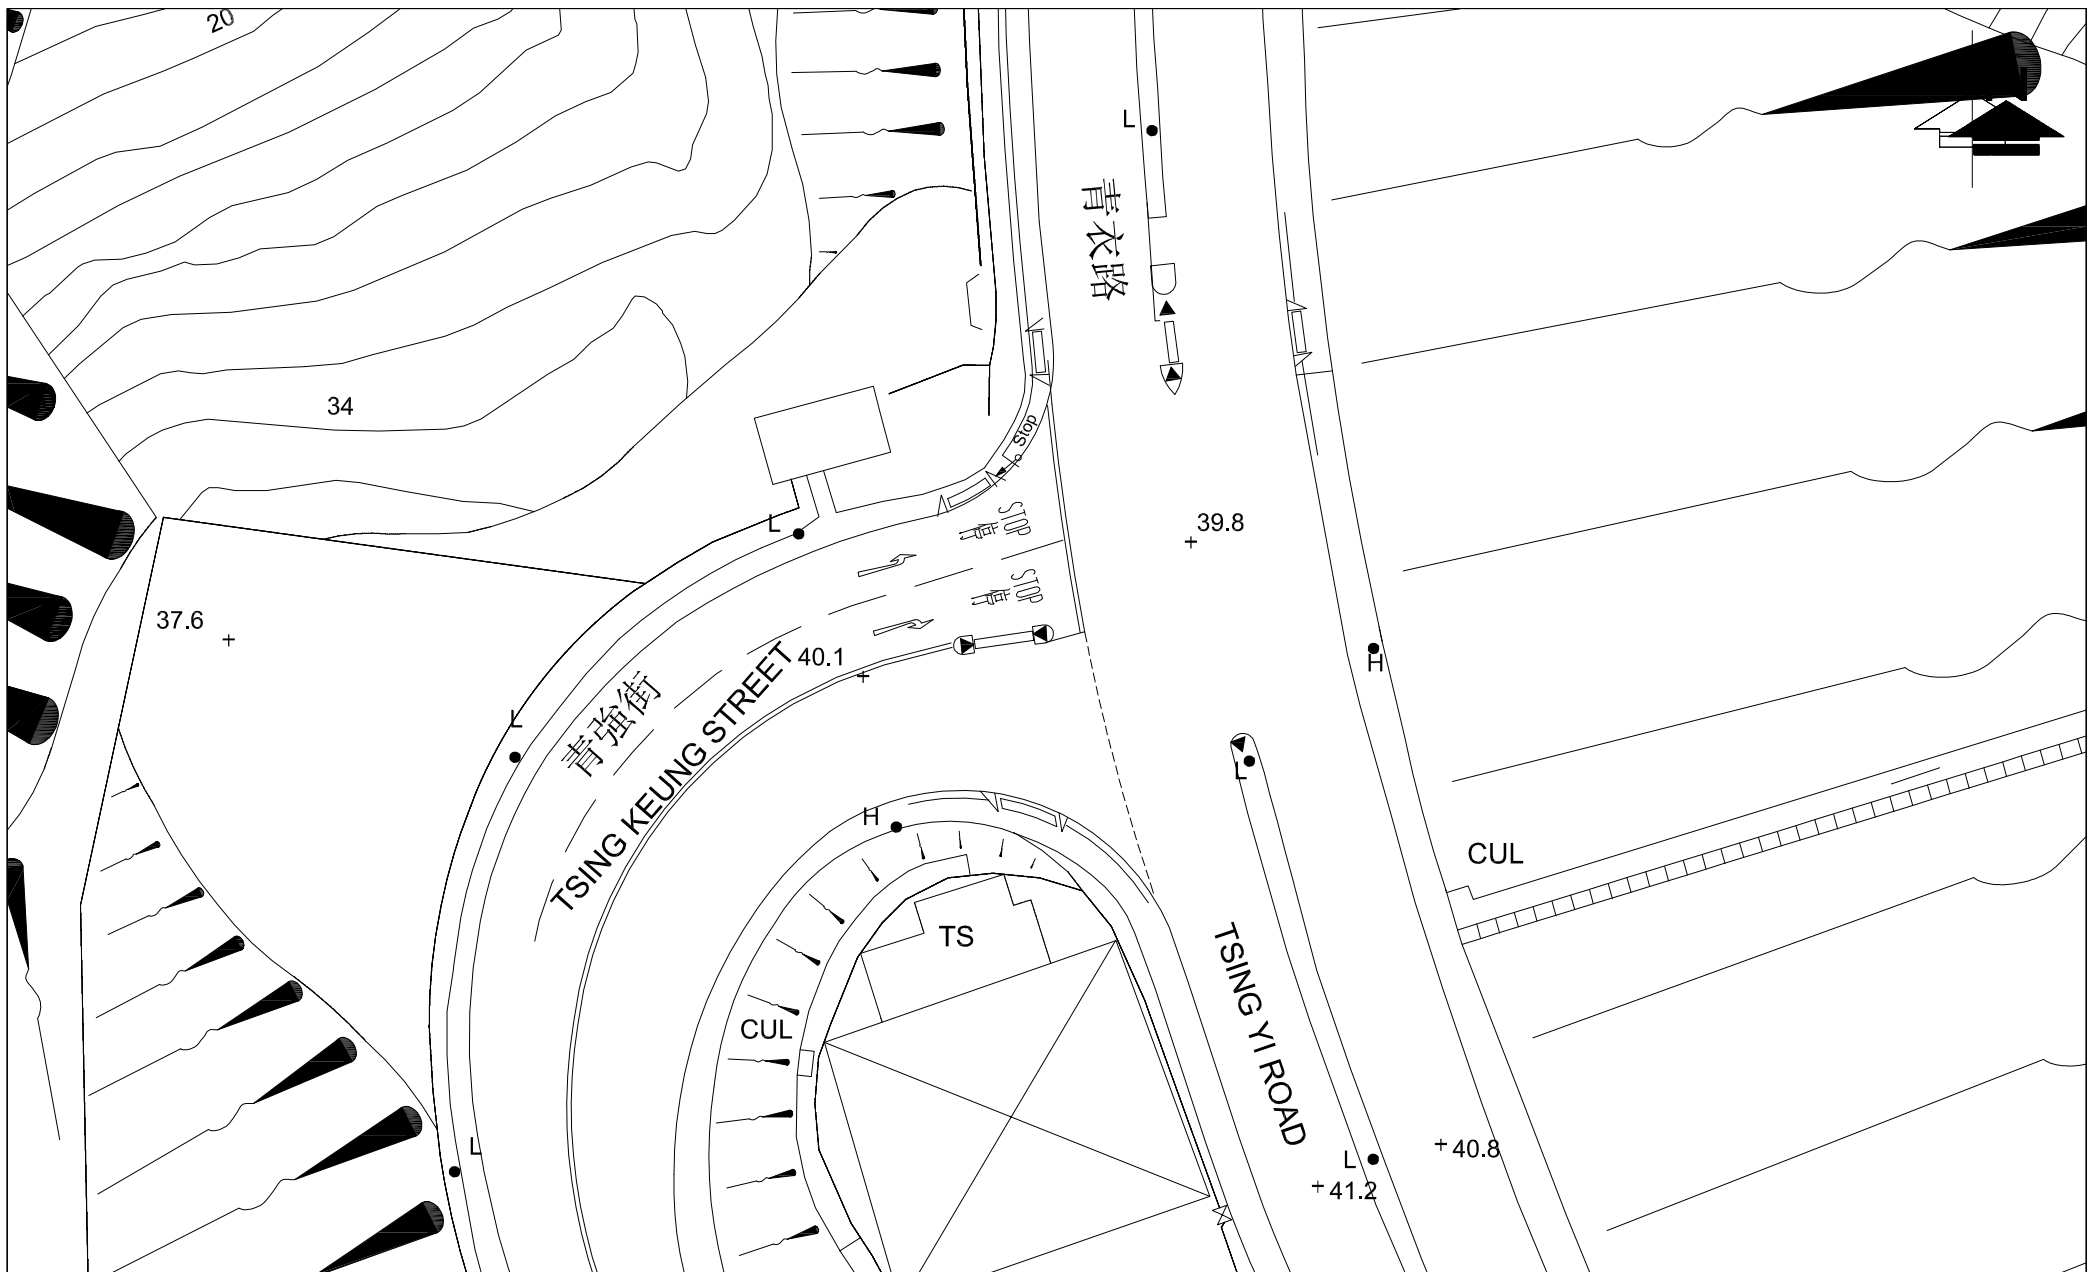 20
L
青衣路
34
Stop
L
STOP
停
39.8
STOP
停
37.6
40.1
H
L
青強街
TSING KEUNG STREET
L
H
CUL
TS
TSING YI ROAD
CUL
L
L
40.8
41.2